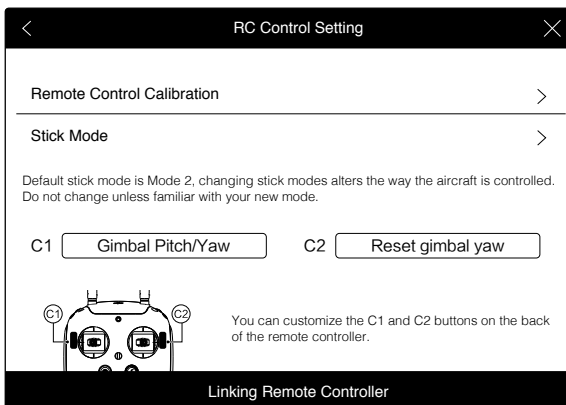 RC Control Setting
Remote Control Calibration
Stick Mode
Default stick mode is Mode 2, changing stick modes alters the way the aircraft is controlled.
Do not change unless familiar with your new mode.
C1 Gimbal Pitch/Yaw C2 Reset gimbal yaw
C1 C2
You can customize the C1 and C2 buttons on the back
of the remote controller.
Linking Remote Controller